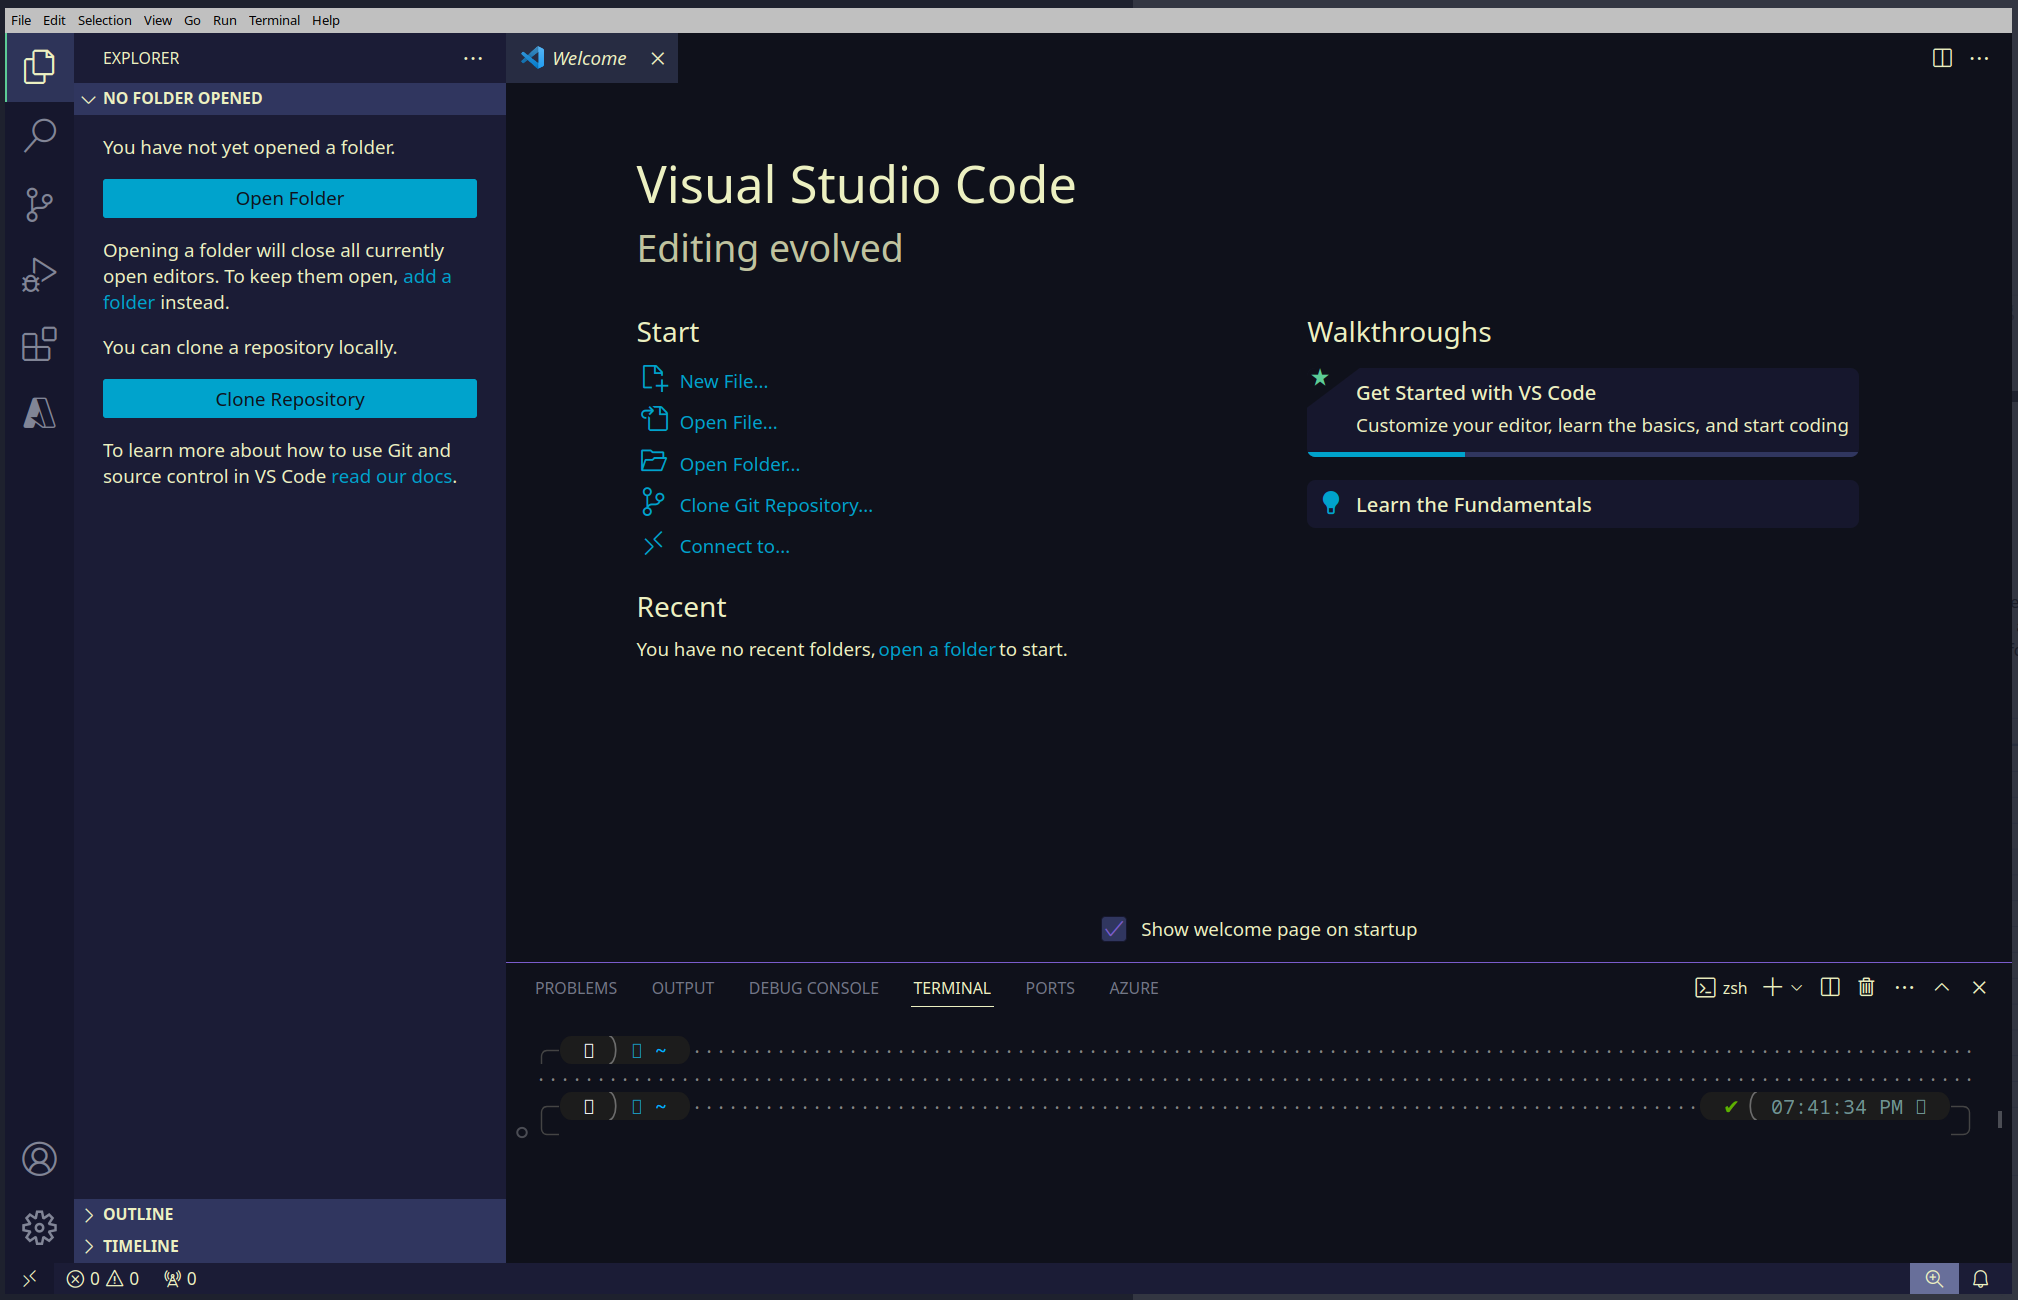 File Edit Selection View Go Run Terminal Help
EXPLORER
NO FOLDER OPENED
You have not yet opened a folder.
Open Folder
Opening a folder will close all currently
open editors. To keep them open, add a
folder instead.
You can clone a repository locally.
Clone Repository
To learn more about how to use Git and
source control in VS Code read our docs.
OUTLINE
TIMELINE
Welcome
Visual Studio Code
Editing evolved
Start
New File...
Open File...
Open Folder...
Clone Git Repository...
Connect to...
Recent
You have no recent folders, open a folder to start.
Walkthroughs
Get Started with VS Code
Customize your editor, learn the basics, and start coding
Learn the Fundamentals
Show welcome page on startup
PROBLEMS OUTPUT DEBUG CONSOLE TERMINAL PORTS AZURE
zsh
~
~ ✔ 07:41:34 PM
0 0 0